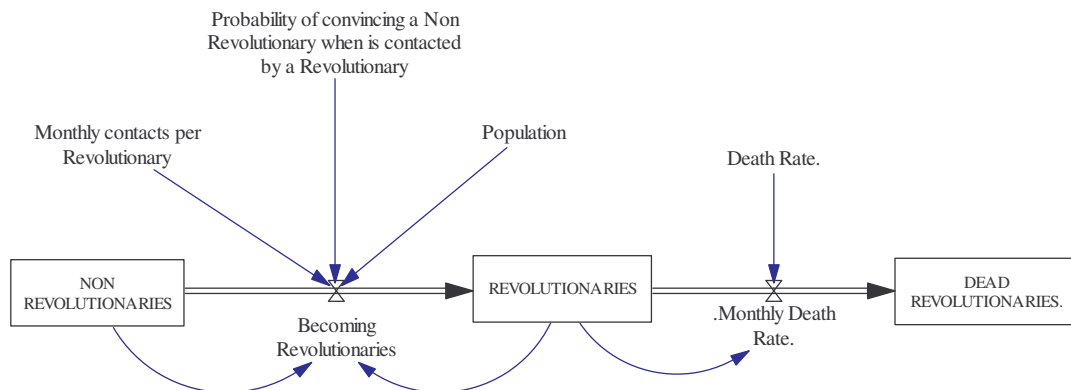 Probability of convincing a Non
Revolutionary when is contacted
by a Revolutionary
Monthly contacts per
Revolutionary
Population
Death Rate.
NON
REVOLUTIONARIES
REVOLUTIONARIES
DEAD
REVOLUTIONARIES.
Becoming
Revolutionaries
.Monthly Death
Rate.